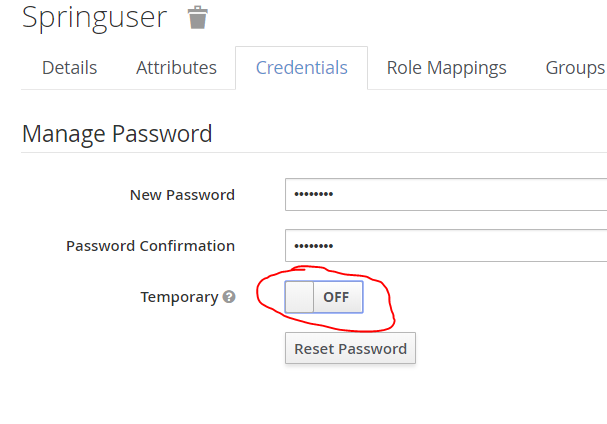 Springuser
Details Attributes Credentials Role Mappings Groups
Manage Password
New Password ••••••••
Password Confirmation ••••••••
Temporary ? OFF
Reset Password